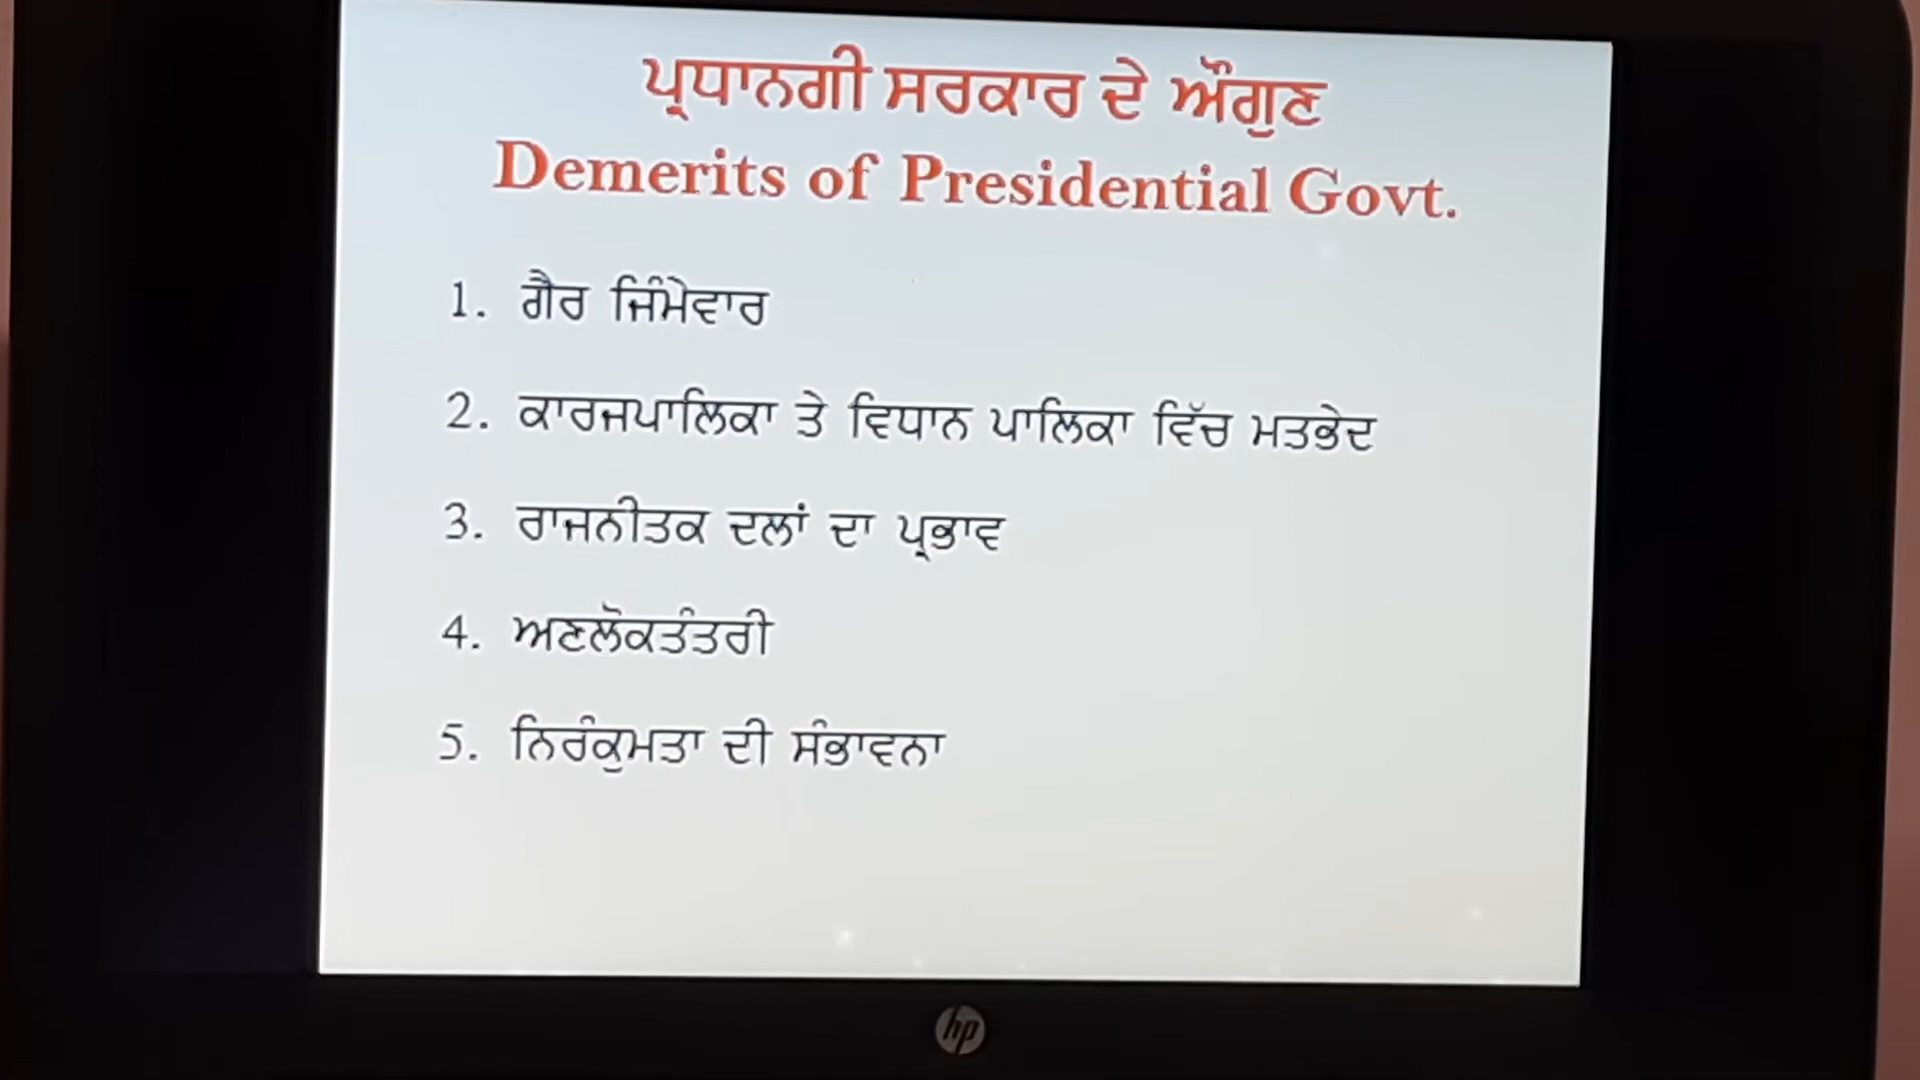 ਪ੍ਰਧਾਨਗੀ ਸਰਕਾਰ ਦੇ ਔਗੁਣ
Demerits of Presidential Govt.
1. ਗੈਰ ਜਿੰਮੇਵਾਰ
2. ਕਾਰਜਪਾਲਿਕਾ ਤੇ ਵਿਧਾਨ ਪਾਲਿਕਾ ਵਿੱਚ ਮਤਭੇਦ
3. ਰਾਜਨੀਤਕ ਦਲਾਂ ਦਾ ਪ੍ਰਭਾਵ
4. ਅਣਲੋਕਤੰਤਰੀ
5. ਨਿਰੰਕੁਮਤਾ ਦੀ ਸੰਭਾਵਨਾ
hp